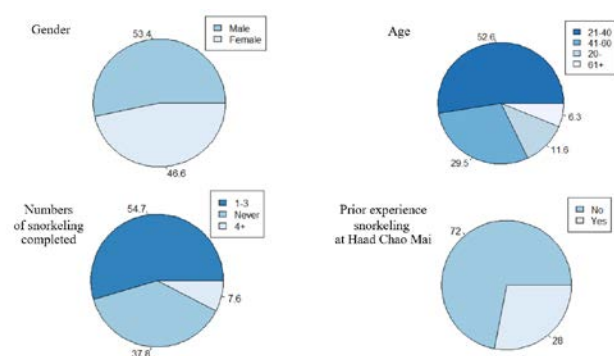 Gender
53.4
Male
Female
46.6
Age
52.6
21-40
41-60
20-
61+
6.3
11.6
29.5
Numbers
of snorkeling
completed
54.7
1-3
Never
4+
7.6
37.8
Prior experience
snorkeling
at Haad Chao Mai
72
No
Yes
28